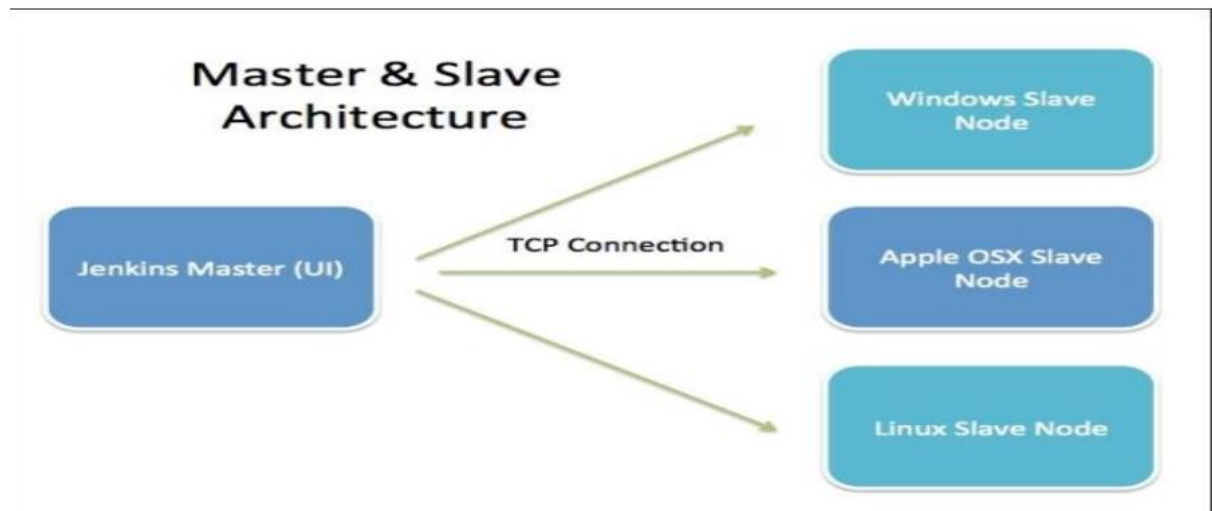 Master & Slave
Architecture
Jenkins Master (UI)
TCP Connection
Windows Slave
Node
Apple OSX Slave
Node
Linux Slave Node